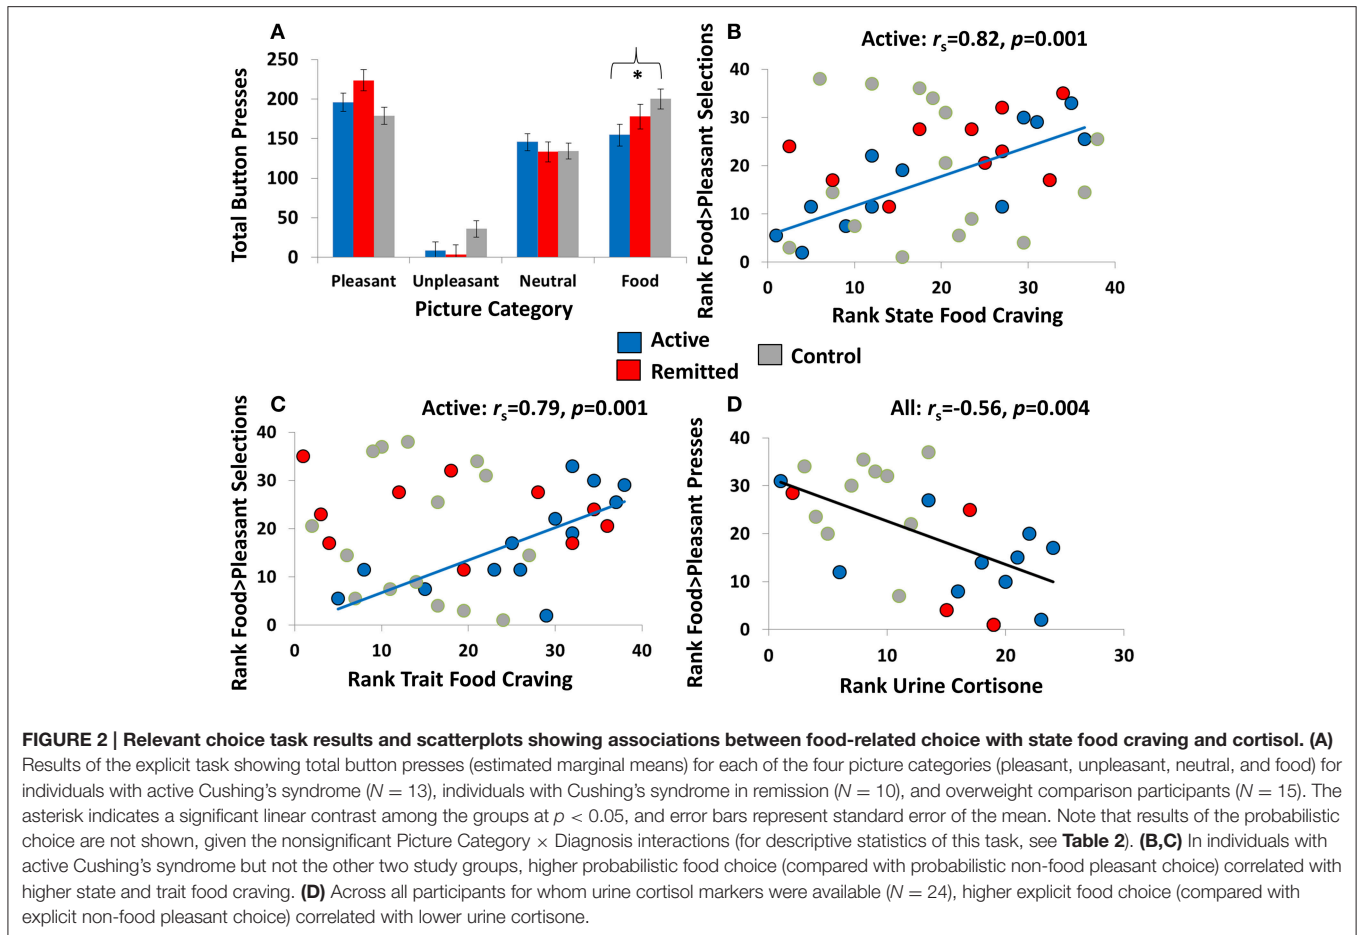 A
250
200
150
100
50
0
Total Button Presses
*
Pleasant Unpleasant Neutral Food
Picture Category
B
Active: rs=0.82, p=0.001
40
30
20
10
0
Rank Food>Pleasant Selections
0 10 20 30 40
Rank State Food Craving
Active
Remitted
Control
C
Active: rs=0.79, p=0.001
40
30
20
10
0
Rank Food>Pleasant Selections
0 10 20 30 40
Rank Trait Food Craving
D
All: rs=-0.56, p=0.004
40
30
20
10
0
Rank Food>Pleasant Presses
0 10 20 30
Rank Urine Cortisone
FIGURE 2 | Relevant choice task results and scatterplots showing associations between food-related choice with state food craving and cortisol. (A)
Results of the explicit task showing total button presses (estimated marginal means) for each of the four picture categories (pleasant, unpleasant, neutral, and food) for
individuals with active Cushing's syndrome (N = 13), individuals with Cushing's syndrome in remission (N = 10), and overweight comparison participants (N = 15). The
asterisk indicates a significant linear contrast among the groups at p < 0.05, and error bars represent standard error of the mean. Note that results of the probabilistic
choice are not shown, given the nonsignificant Picture Category × Diagnosis interactions (for descriptive statistics of this task, see Table 2). (B,C) In individuals with
active Cushing's syndrome but not the other two study groups, higher probabilistic food choice (compared with probabilistic non-food pleasant choice) correlated with
higher state and trait food craving. (D) Across all participants for whom urine cortisol markers were available (N = 24), higher explicit food choice (compared with
explicit non-food pleasant choice) correlated with lower urine cortisone.